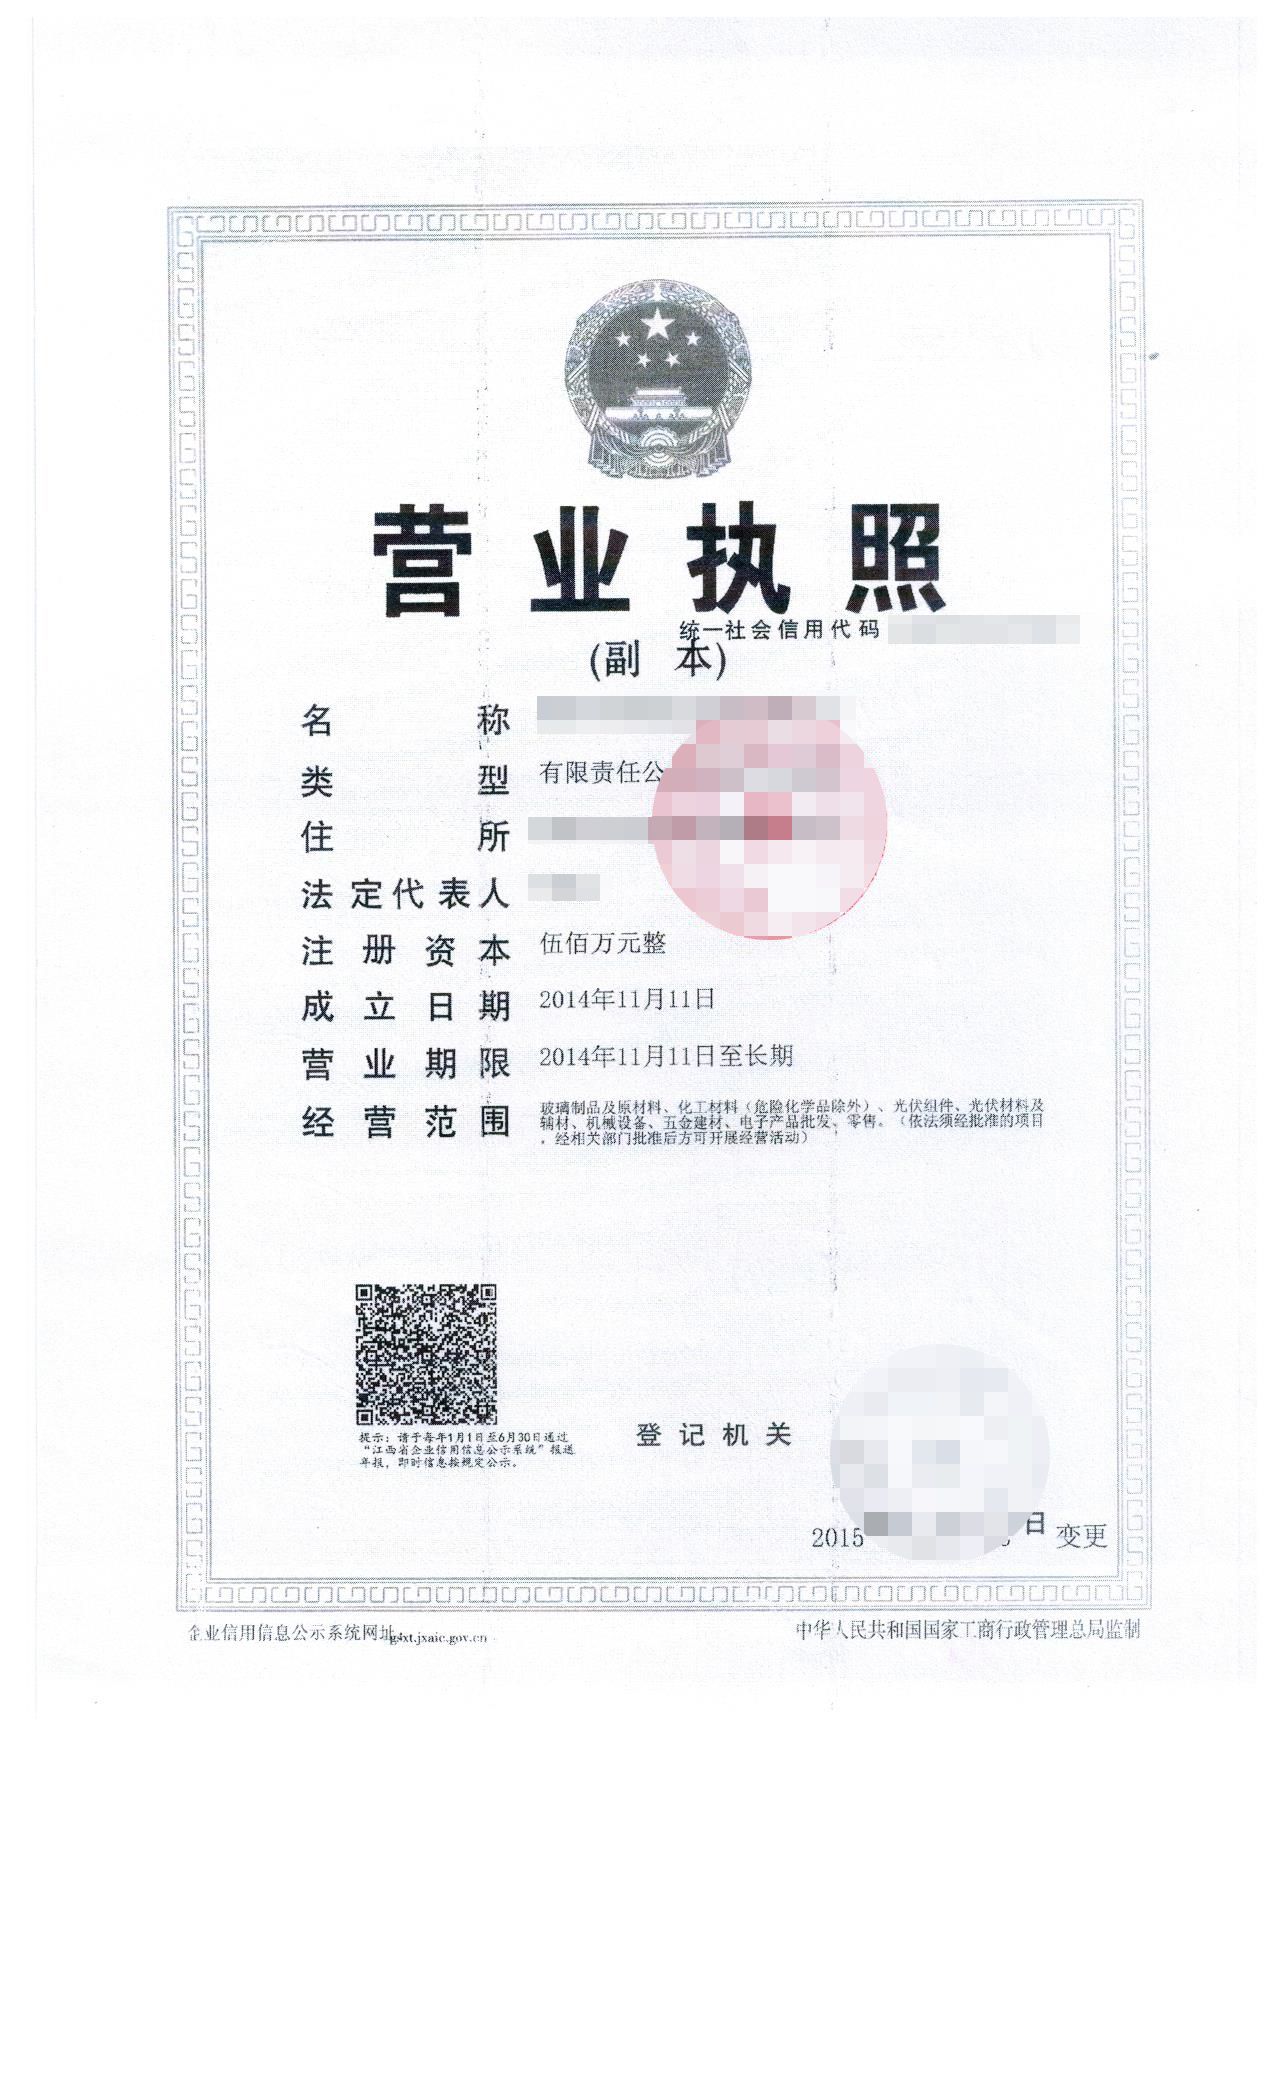 营业执照
统一社会信用代码
(副 本)
名 称
类 型 有限责任公
住 所
法定代表人
注册资本 伍佰万元整
成立日期 2014年11月11日
营业期限 2014年11月11日至长期
经营范围 玻璃制品及原材料、化工材料（危险化学品除外）、光伏组件、光伏材料及
辅材、机械设备、五金建材、电子产品批发、零售。（依法须经批准的项目
，经相关部门批准后方可开展经营活动）
提示：请于每年1月1日至6月30日通过
“江西省企业信用信息公示系统”报送
年报，即时信息按规定公示。
登记机关
2015 日 变更
企业信用信息公示系统网址:gsxt.jxaic.gov.cn
中华人民共和国国家工商行政管理总局监制